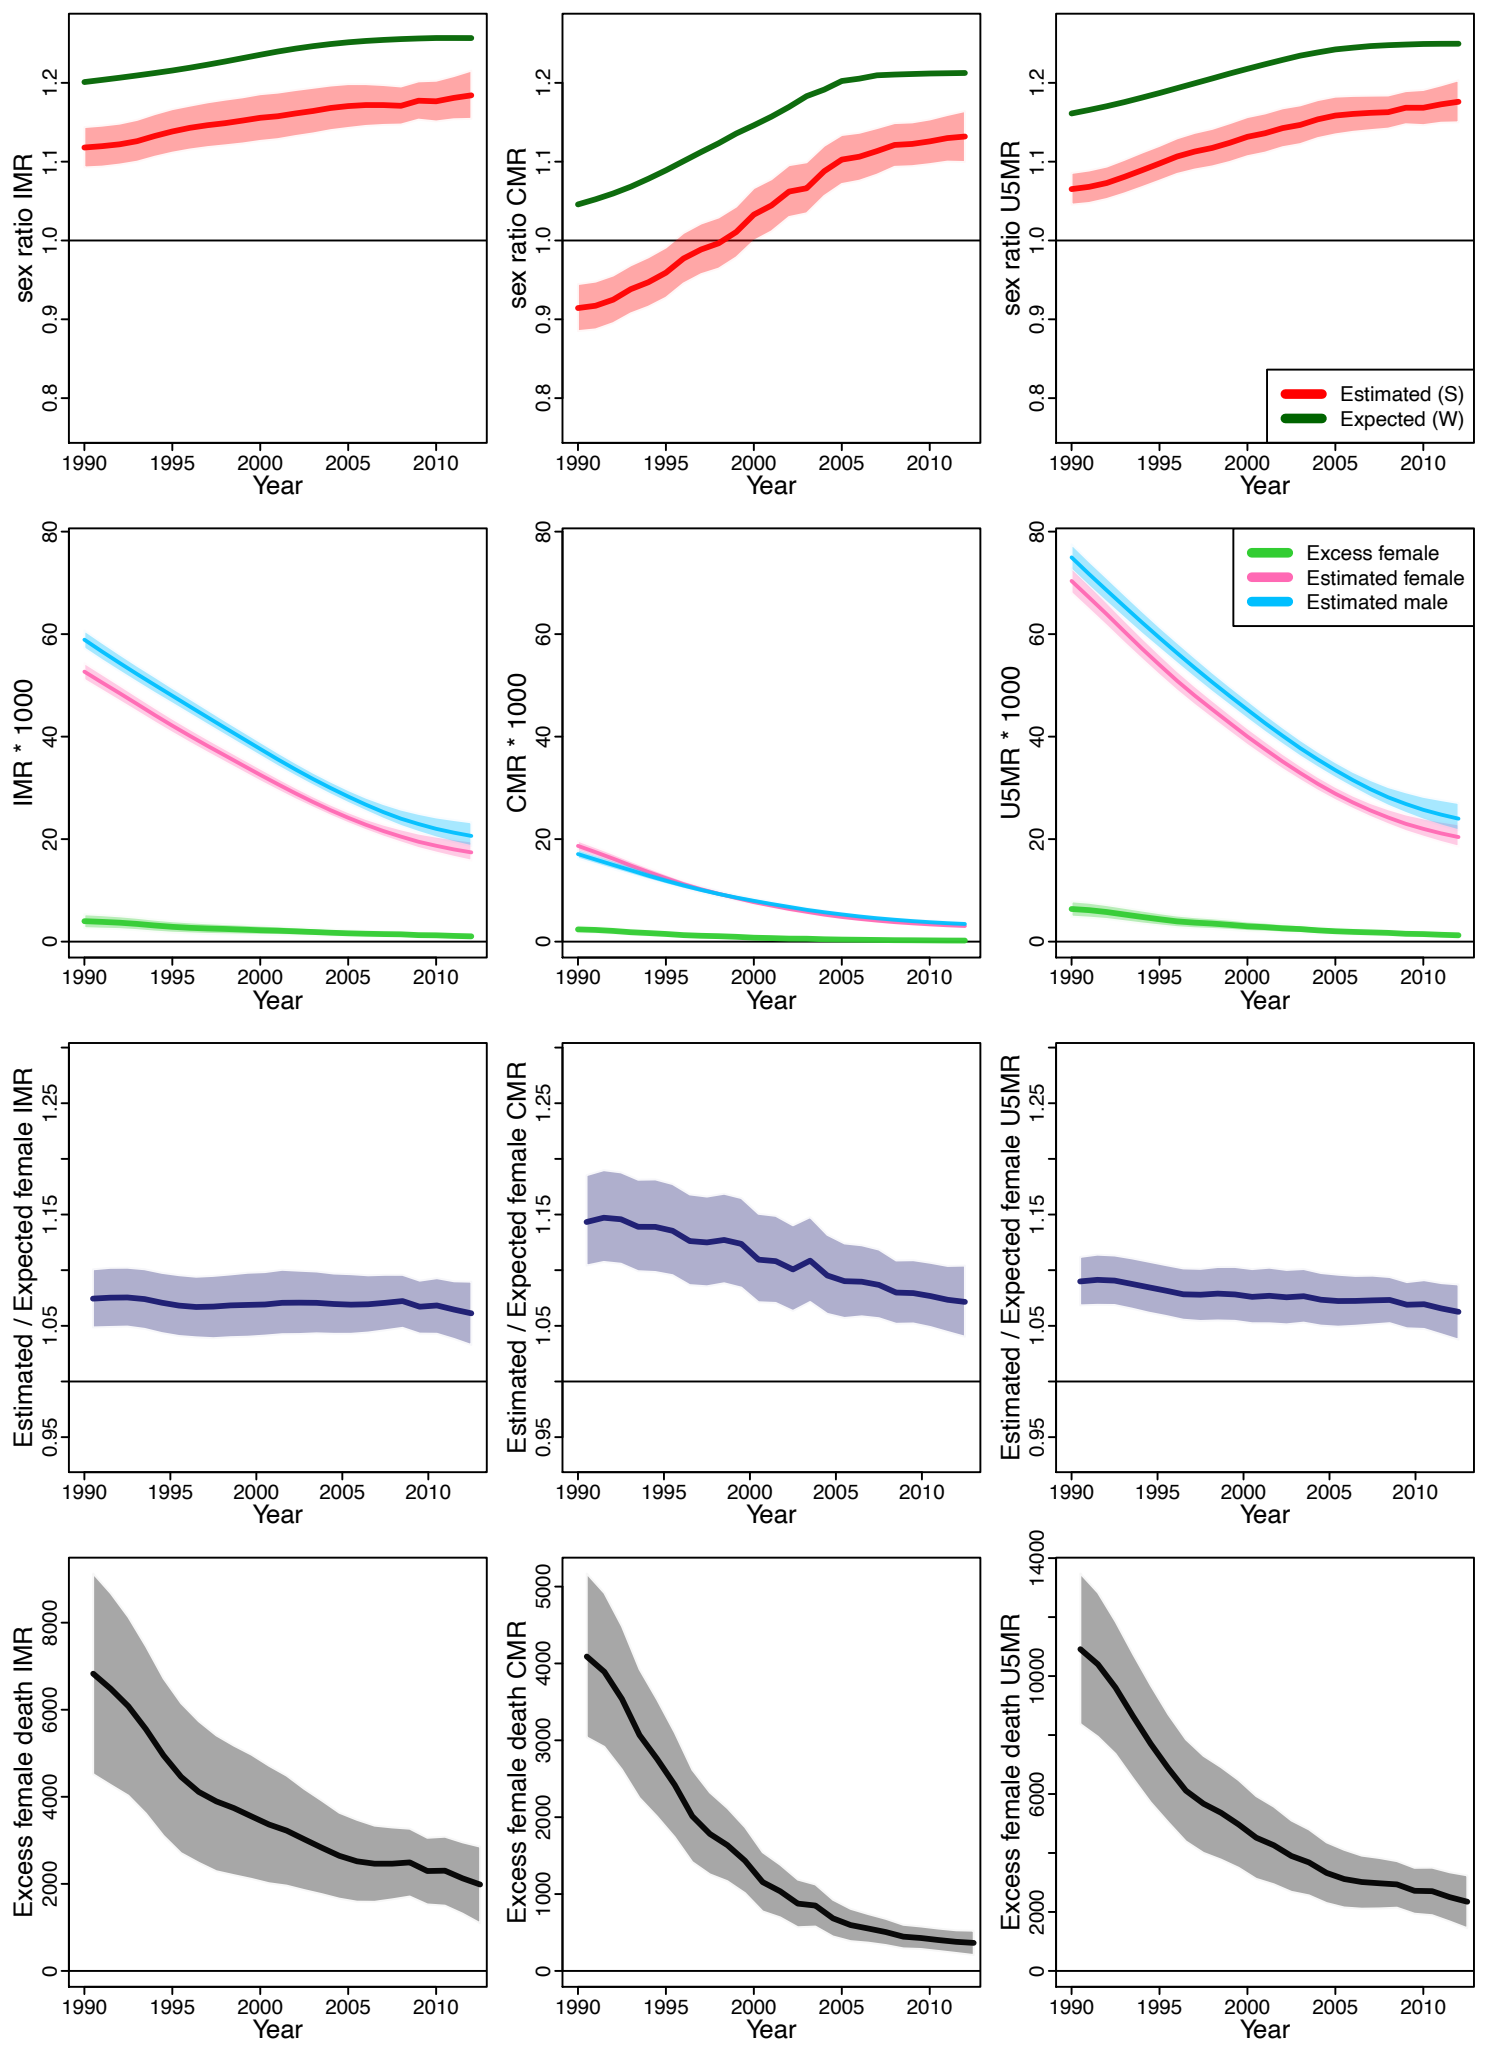 sex ratio IMR
0.8 0.9 1.0 1.1 1.2
1990 1995 2000 2005 2010
Year
sex ratio CMR
0.8 0.9 1.0 1.1 1.2
1990 1995 2000 2005 2010
Year
sex ratio U5MR
0.8 0.9 1.0 1.1 1.2
Estimated (S)
Expected (W)
1990 1995 2000 2005 2010
Year
IMR * 1000
0 20 40 60 80
1990 1995 2000 2005 2010
Year
CMR * 1000
0 20 40 60 80
1990 1995 2000 2005 2010
Year
U5MR * 1000
0 20 40 60 80
Excess female
Estimated female
Estimated male
1990 1995 2000 2005 2010
Year
Estimated / Expected female IMR
0.95 1.05 1.15 1.25
1990 1995 2000 2005 2010
Year
Estimated / Expected female CMR
0.95 1.05 1.15 1.25
1990 1995 2000 2005 2010
Year
Estimated / Expected female U5MR
0.95 1.05 1.15 1.25
1990 1995 2000 2005 2010
Year
Excess female death IMR
0 2000 4000 6000 8000
1990 1995 2000 2005 2010
Year
Excess female death CMR
0 1000 2000 3000 4000 5000
1990 1995 2000 2005 2010
Year
Excess female death U5MR
0 2000 6000 10000 14000
1990 1995 2000 2005 2010
Year